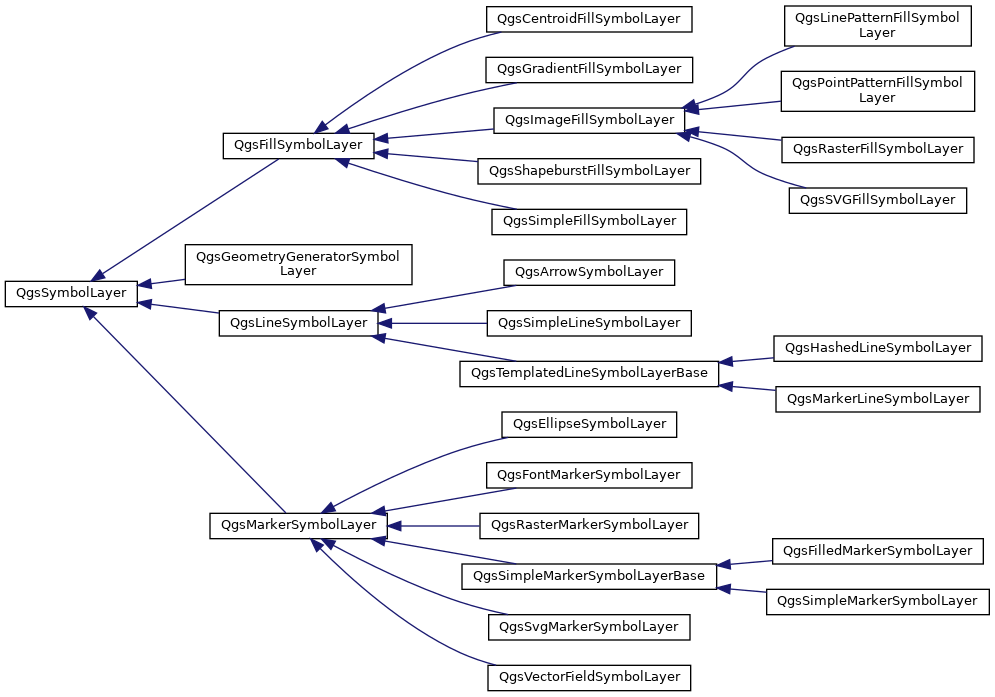 QgsCentroidFillSymbolLayer
QgsLinePatternFillSymbol
Layer
QgsGradientFillSymbolLayer
QgsPointPatternFillSymbol
Layer
QgsImageFillSymbolLayer
QgsFillSymbolLayer
QgsRasterFillSymbolLayer
QgsShapeburstFillSymbolLayer
QgsSVGFillSymbolLayer
QgsSimpleFillSymbolLayer
QgsGeometryGeneratorSymbol
Layer
QgsArrowSymbolLayer
QgsSymbolLayer
QgsLineSymbolLayer
QgsSimpleLineSymbolLayer
QgsHashedLineSymbolLayer
QgsTemplatedLineSymbolLayerBase
QgsMarkerLineSymbolLayer
QgsEllipseSymbolLayer
QgsFontMarkerSymbolLayer
QgsMarkerSymbolLayer
QgsRasterMarkerSymbolLayer
QgsFilledMarkerSymbolLayer
QgsSimpleMarkerSymbolLayerBase
QgsSimpleMarkerSymbolLayer
QgsSvgMarkerSymbolLayer
QgsVectorFieldSymbolLayer